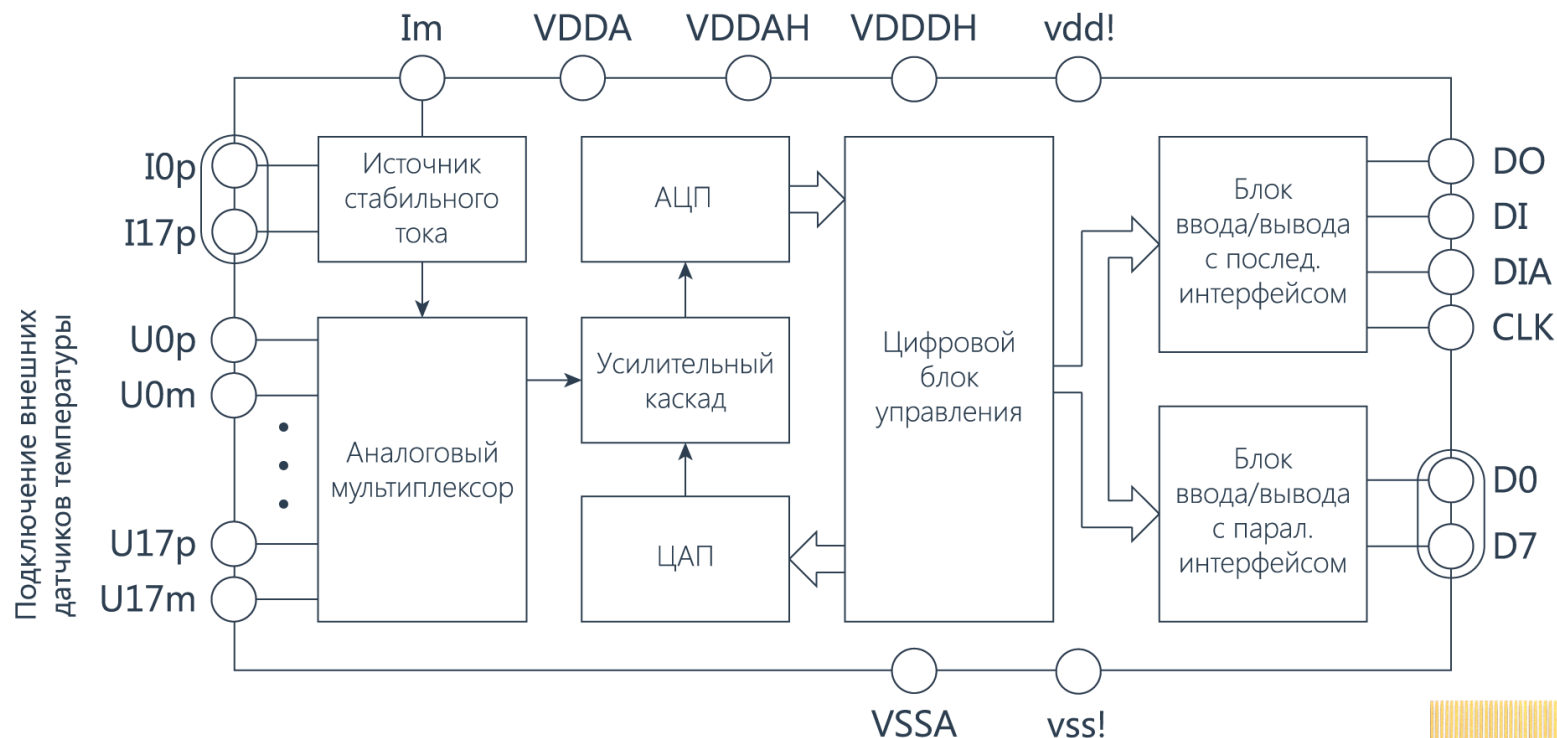 Im
VDDA
VDDAH
VDDDH
vdd!
I0p
I17p
Источник
стабильного
тока
АЦП
Блок
ввода/вывода
с послед.
интерфейсом
DO
DI
DIA
CLK
Подключение внешних
датчиков температуры
U0p
U0m
U17p
U17m
Аналоговый
мультиплексор
Усилительный
каскад
ЦАП
Цифровой
блок
управления
Блок
ввода/вывода
с парал.
интерфейсом
D0
D7
VSSA
vss!